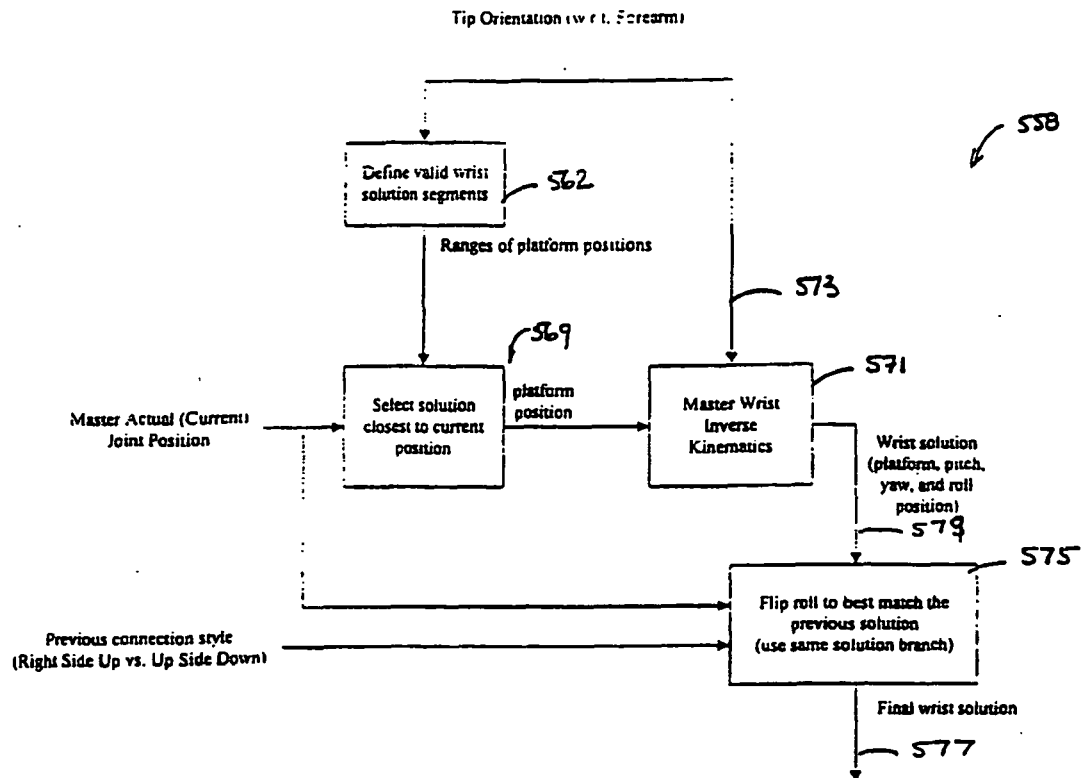 Tip Orientation (w.r.t. Forearm)
558
Define valid wrist
solution segments
562
Ranges of platform positions
573
569
571
Master Actual (Current)
Joint Position
Select solution
closest to current
position
platform
position
Master Wrist
Inverse
Kinematics
Wrist solution
(platform, pitch,
yaw, and roll
position)
579
575
Previous connection style
(Right Side Up vs. Up Side Down)
Flip roll to best match the
previous solution
(use same solution branch)
Final wrist solution
577